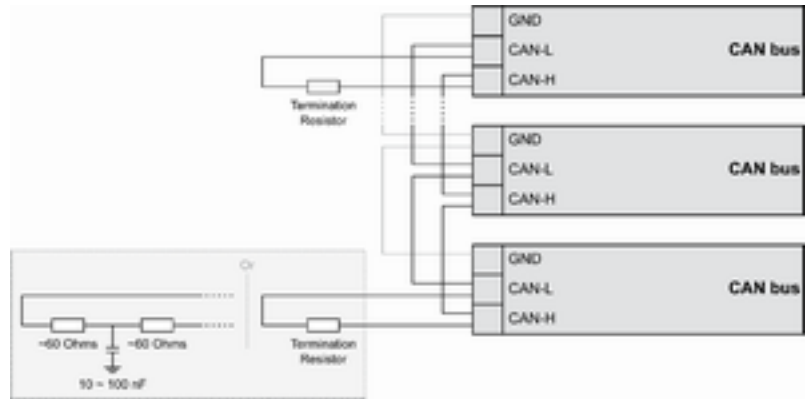 GND
CAN-L
CAN bus
CAN-H
Termination
Resistor
GND
CAN-L
CAN bus
CAN-H
GND
CAN-L
CAN bus
CAN-H
Or
~60 Ohms
~60 Ohms
Termination
Resistor
10 ~ 100 nF